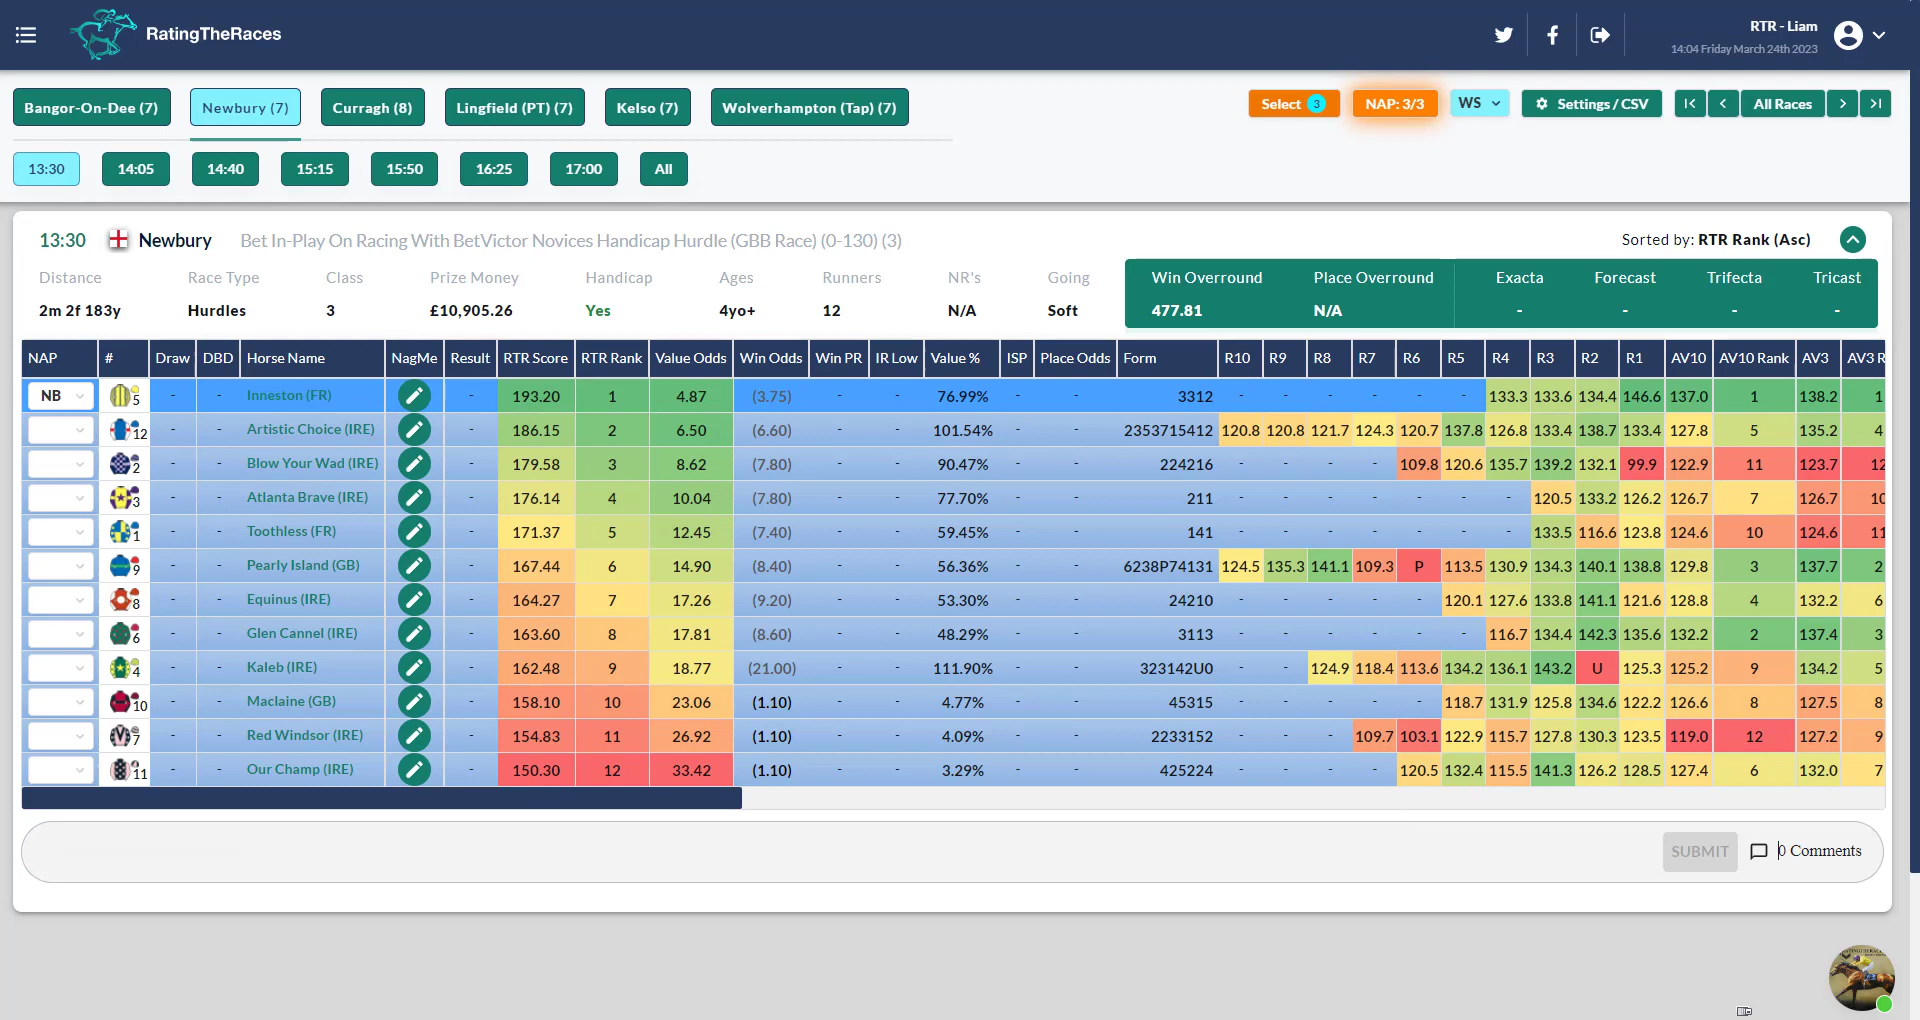 RatingTheRaces
RTR - Liam
14:04 Friday March 24th 2023
Bangor-On-Dee (7) Newbury (7) Curragh (8) Lingfield (PT) (7) Kelso (7) Wolverhampton (Tap) (7)
Select 3 NAP: 3/3 WS Settings / CSV All Races
13:30 14:05 14:40 15:15 15:50 16:25 17:00 All
13:30 Newbury Bet In-Play On Racing With BetVictor Novices Handicap Hurdle (GBB Race) (0-130) (3) Sorted by: RTR Rank (Asc)
Distance Race Type Class Prize Money Handicap Ages Runners NR's Going Win Overround Place Overround Exacta Forecast Trifecta Tricast
2m 2f 183y Hurdles 3 £10,905.26 Yes 4yo+ 12 N/A Soft 477.81 N/A - - - -
NAP # Draw DBD Horse Name NagMe Result RTR Score RTR Rank Value Odds Win Odds Win PR IR Low Value % ISP Place Odds Form R10 R9 R8 R7 R6 R5 R4 R3 R2 R1 AV10 AV10 Rank AV3 AV3 R
NB 5 - - Inneston (FR) - 193.20 1 4.87 (3.75) - - 76.99% - - 3312 - - - - - - 133.3 133.6 134.4 146.6 137.0 1 138.2 1
12 - - Artistic Choice (IRE) - 186.15 2 6.50 (6.60) - - 101.54% - - 2353715412 120.8 120.8 121.7 124.3 120.7 137.8 126.8 133.4 138.7 133.4 127.8 5 135.2 4
2 - - Blow Your Wad (IRE) - 179.58 3 8.62 (7.80) - - 90.47% - - 224216 - - - - 109.8 120.6 135.7 139.2 132.1 99.9 122.9 11 123.7 12
3 - - Atlanta Brave (IRE) - 176.14 4 10.04 (7.80) - - 77.70% - - 211 - - - - - - - 120.5 133.2 126.2 126.7 7 126.7 10
1 - - Toothless (FR) - 171.37 5 12.45 (7.40) - - 59.45% - - 141 - - - - - - - 133.5 116.6 123.8 124.6 10 124.6 11
9 - - Pearly Island (GB) - 167.44 6 14.90 (8.40) - - 56.36% - - 6238P74131 124.5 135.3 141.1 109.3 P 113.5 130.9 134.3 140.1 138.8 129.8 3 137.7 2
8 - - Equinus (IRE) - 164.27 7 17.26 (9.20) - - 53.30% - - 24210 - - - - - 120.1 127.6 133.8 141.1 121.6 128.8 4 132.2 6
6 - - Glen Cannel (IRE) - 163.60 8 17.81 (8.60) - - 48.29% - - 3113 - - - - - - 116.7 134.4 142.3 135.6 132.2 2 137.4 3
4 - - Kaleb (IRE) - 162.48 9 18.77 (21.00) - - 111.90% - - 323142U0 - - 124.9 118.4 113.6 134.2 136.1 143.2 U 125.3 125.2 9 134.2 5
10 - - Maclaine (GB) - 158.10 10 23.06 (1.10) - - 4.77% - - 45315 - - - - - 118.7 131.9 125.8 134.6 122.2 126.6 8 127.5 8
7 - - Red Windsor (IRE) - 154.83 11 26.92 (1.10) - - 4.09% - - 2233152 - - - 109.7 103.1 122.9 115.7 127.8 130.3 123.5 119.0 12 127.2 9
11 - - Our Champ (IRE) - 150.30 12 33.42 (1.10) - - 3.29% - - 425224 - - - - 120.5 132.4 115.5 141.3 126.2 128.5 127.4 6 132.0 7
SUBMIT 0 Comments